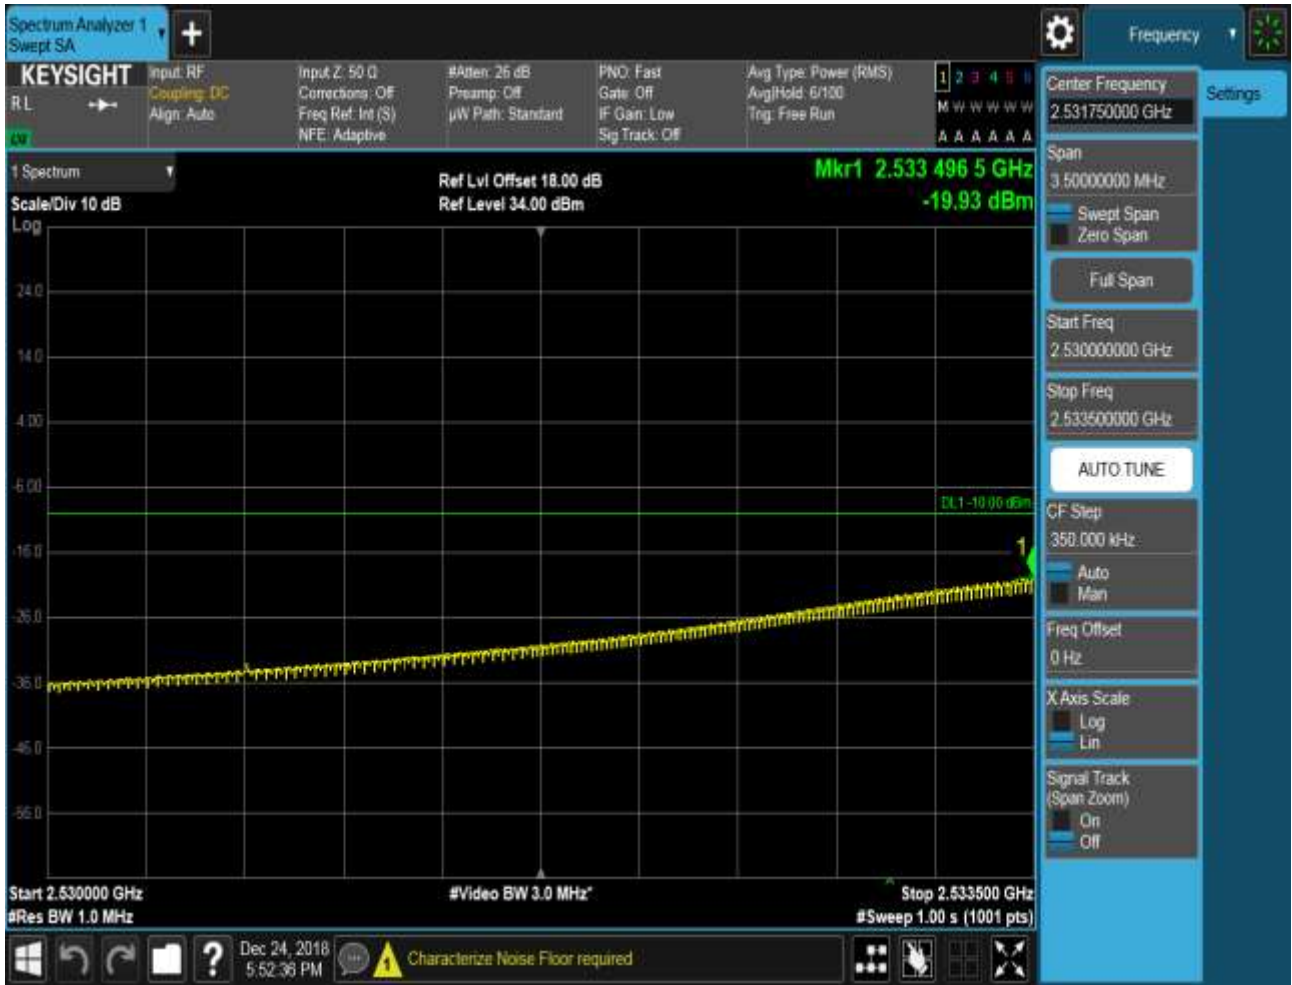 Spectrum Analyzer 1
Swept SA
+
Frequency
KEYSIGHT
R L
Input: RF
Coupling: DC
Align: Auto
Input Z: 50 Ω
Corrections: Off
Freq Ref: Int (S)
NFE: Adaptive
#Atten: 26 dB
Preamp: Off
µW Path: Standard
PNO: Fast
Gate: Off
IF Gain: Low
Sig Track: Off
Avg Type: Power (RMS)
Avg|Hold: 6/100
Trig: Free Run
1 2 3 4 5 6
M W W W W W
A A A A A A
1 Spectrum
Scale/Div 10 dB
Log
Ref Lvl Offset 18.00 dB
Ref Level 34.00 dBm
Mkr1 2.533 496 5 GHz
-19.93 dBm
24.0
14.0
4.00
-6.00
DL1 -10.00 dBm
-16.0
1
-26.0
-36.0
-46.0
-56.0
Start 2.530000 GHz
#Res BW 1.0 MHz
#Video BW 3.0 MHz*
Stop 2.533500 GHz
#Sweep 1.00 s (1001 pts)
Center Frequency
2.531750000 GHz
Settings
Span
3.50000000 MHz
Swept Span
Zero Span
Full Span
Start Freq
2.530000000 GHz
Stop Freq
2.533500000 GHz
AUTO TUNE
CF Step
350.000 kHz
Auto
Man
Freq Offset
0 Hz
X Axis Scale
Log
Lin
Signal Track
(Span Zoom)
On
Off
?
Dec 24, 2018
5:52:36 PM
1
Characterize Noise Floor required